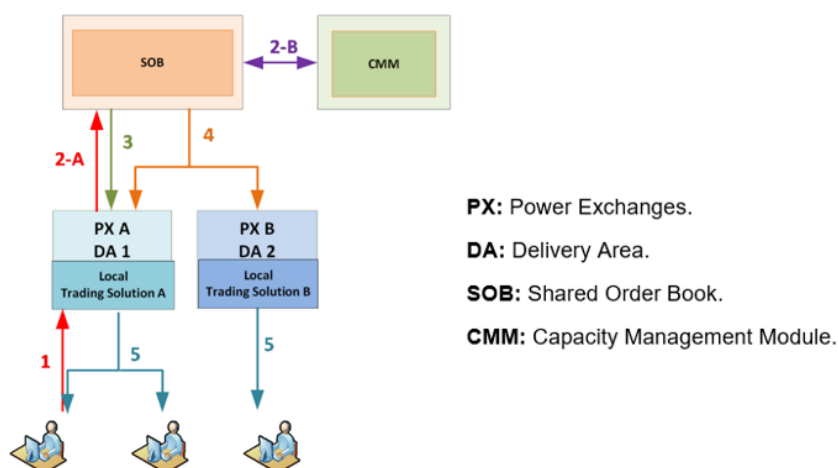 SOB
2-B
CMM
3
4
2-A
PX A
DA 1
PX B
DA 2
Local
Trading Solution A
Local
Trading Solution B
1
5
5
PX: Power Exchanges.
DA: Delivery Area.
SOB: Shared Order Book.
CMM: Capacity Management Module.